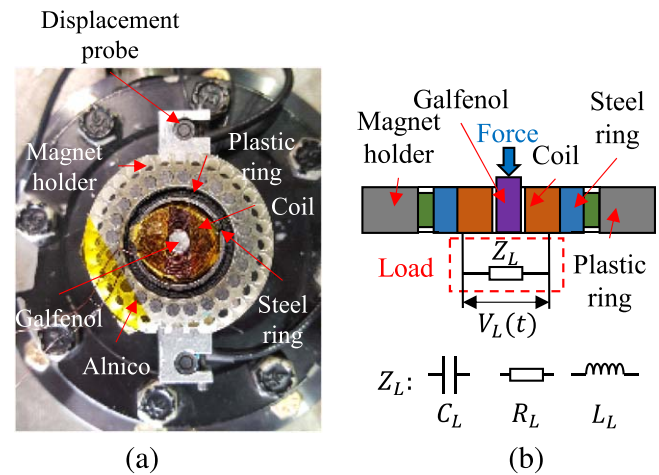 Displacement
probe
Magnet
holder
Plastic
ring
Coil
Steel
ring
Galfenol
Alnico
(a)
Galfenol
Steel
ring
Magnet
holder
Force
Coil
Load
Z_L
Plastic
ring
V_L(t)
Z_L:
C_L R_L L_L
(b)